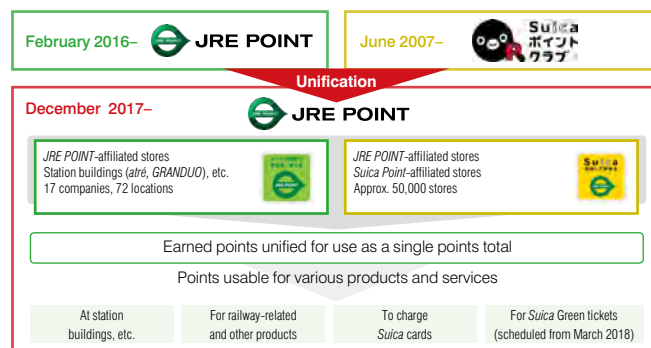 February 2016–
JRE POINT
June 2007–
Suica
ポイント
クラブ
Unification
December 2017–
JRE POINT
JRE POINT-affiliated stores
Station buildings (atré, GRANDUO), etc.
17 companies, 72 locations
JRE POINT
JRE POINT-affiliated stores
Suica Point-affiliated stores
Approx. 50,000 stores
Suica
JRE POINT
Earned points unified for use as a single points total
Points usable for various products and services
At station
buildings, etc.
For railway-related
and other products
To charge
Suica cards
For Suica Green tickets
(scheduled from March 2018)